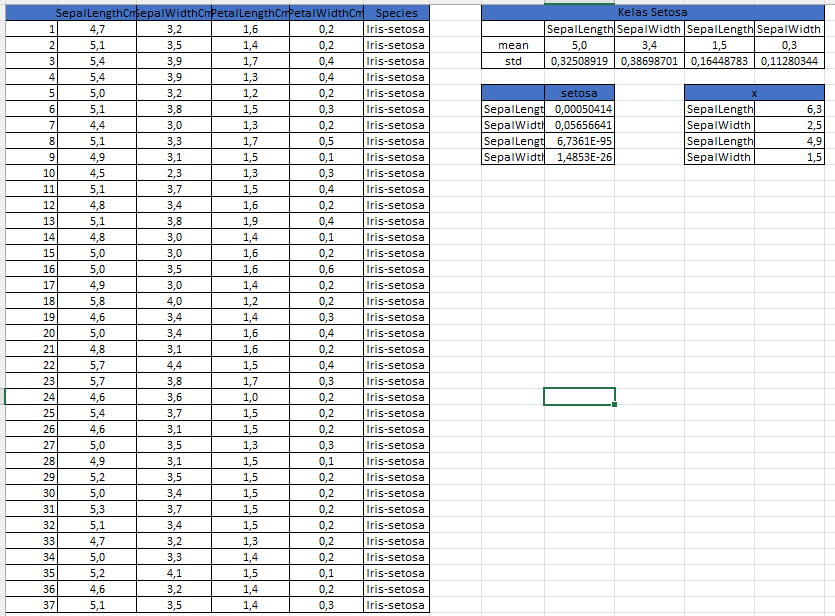 SepalLengthCm SepalWidthCm PetalLengthCm PetalWidthCm Species
1 4,7 3,2 1,6 0,2 Iris-setosa
2 5,1 3,5 1,4 0,2 Iris-setosa
3 5,4 3,9 1,7 0,4 Iris-setosa
4 5,4 3,9 1,3 0,4 Iris-setosa
5 5,0 3,2 1,2 0,2 Iris-setosa
6 5,1 3,8 1,5 0,3 Iris-setosa
7 4,4 3,0 1,3 0,2 Iris-setosa
8 5,1 3,3 1,7 0,5 Iris-setosa
9 4,9 3,1 1,5 0,1 Iris-setosa
10 4,5 2,3 1,3 0,3 Iris-setosa
11 5,1 3,7 1,5 0,4 Iris-setosa
12 4,8 3,4 1,6 0,2 Iris-setosa
13 5,1 3,8 1,9 0,4 Iris-setosa
14 4,8 3,0 1,4 0,1 Iris-setosa
15 5,0 3,0 1,6 0,2 Iris-setosa
16 5,0 3,5 1,6 0,6 Iris-setosa
17 4,9 3,0 1,4 0,2 Iris-setosa
18 5,8 4,0 1,2 0,2 Iris-setosa
19 4,6 3,4 1,4 0,3 Iris-setosa
20 5,0 3,4 1,6 0,4 Iris-setosa
21 4,8 3,1 1,6 0,2 Iris-setosa
22 5,7 4,4 1,5 0,4 Iris-setosa
23 5,7 3,8 1,7 0,3 Iris-setosa
24 4,6 3,6 1,0 0,2 Iris-setosa
25 5,4 3,7 1,5 0,2 Iris-setosa
26 4,6 3,1 1,5 0,2 Iris-setosa
27 5,0 3,5 1,3 0,3 Iris-setosa
28 4,9 3,1 1,5 0,1 Iris-setosa
29 5,2 3,5 1,5 0,2 Iris-setosa
30 5,0 3,4 1,5 0,2 Iris-setosa
31 5,3 3,7 1,5 0,2 Iris-setosa
32 5,1 3,4 1,5 0,2 Iris-setosa
33 4,7 3,2 1,3 0,2 Iris-setosa
34 5,0 3,3 1,4 0,2 Iris-setosa
35 5,2 4,1 1,5 0,1 Iris-setosa
36 4,6 3,2 1,4 0,2 Iris-setosa
37 5,1 3,5 1,4 0,3 Iris-setosa
Kelas Setosa
SepalLength SepalWidth SepalLength SepalWidth
mean 5,0 3,4 1,5 0,3
std 0,32508919 0,38698701 0,16448783 0,11280344
setosa
SepalLengt 0,00050414
SepalWidth 0,05656641
SepalLengt 6,7361E-95
SepalWidth 1,4853E-26
x
SepalLength 6,3
SepalWidth 2,5
SepalLength 4,9
SepalWidth 1,5